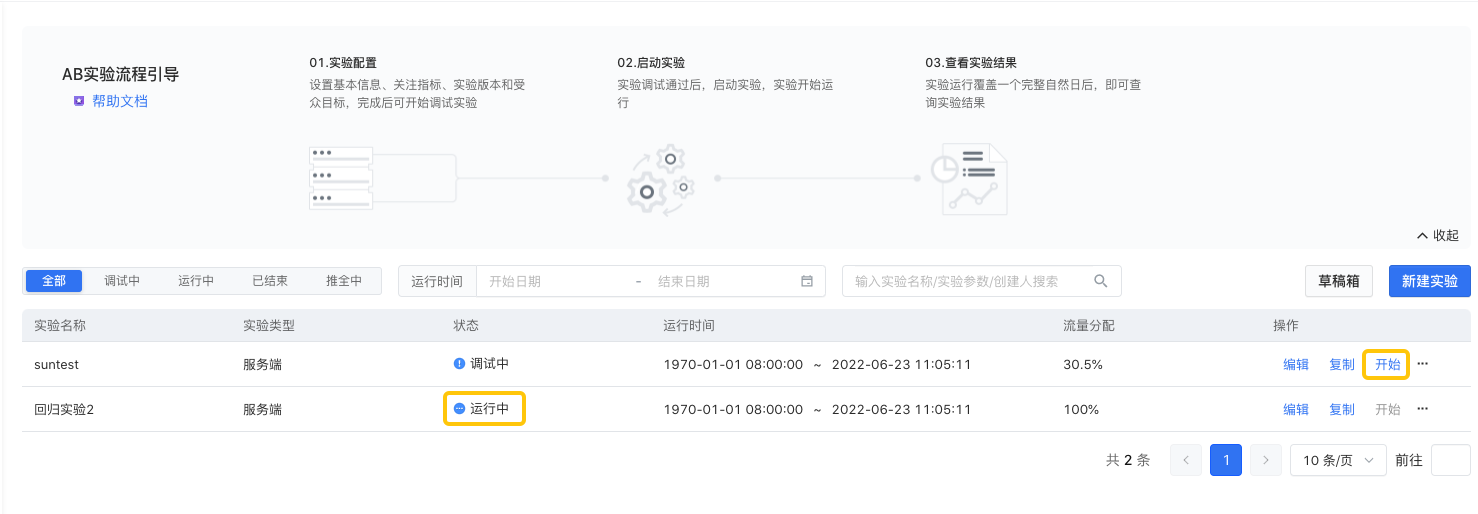 AB实验流程引导
帮助文档
01.实验配置
设置基本信息、关注指标、实验版本和受
众目标，完成后可开始调试实验
02.启动实验
实验调试通过后，启动实验，实验开始运
行
03.查看实验结果
实验运行覆盖一个完整自然日后，即可查
询实验结果
收起
全部 调试中 运行中 已结束 推全中 运行时间 开始日期 - 结束日期 输入实验名称/实验参数/创建人搜索 草稿箱 新建实验
实验名称 实验类型 状态 运行时间 流量分配 操作
suntest 服务端 调试中 1970-01-01 08:00:00 ~ 2022-06-23 11:05:11 30.5% 编辑 复制 开始 ···
回归实验2 服务端 运行中 1970-01-01 08:00:00 ~ 2022-06-23 11:05:11 100% 编辑 复制 开始 ···
共 2 条 < 1 > 10 条/页 前往